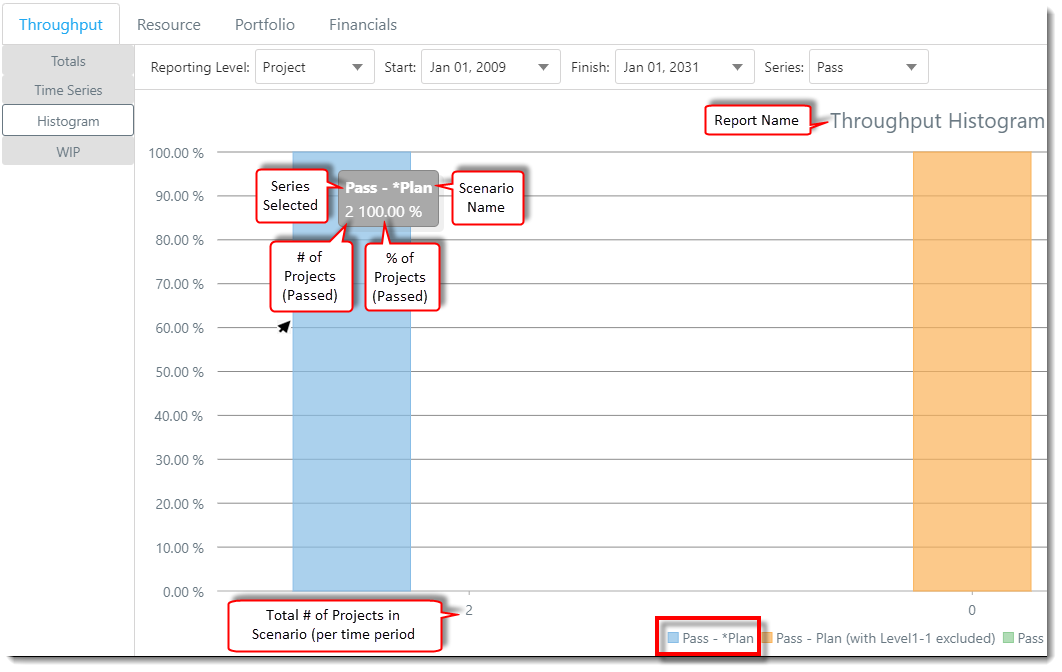 Throughput Resource Portfolio Financials
Totals
Time Series
Histogram
WIP
Reporting Level: Project Start: Jan 01, 2009 Finish: Jan 01, 2031 Series: Pass
Report Name
Throughput Histogram
100.00 %
90.00 %
80.00 %
70.00 %
60.00 %
50.00 %
40.00 %
30.00 %
20.00 %
10.00 %
0.00 %
Series
Selected
Pass - *Plan
2 100.00 %
Scenario
Name
# of
Projects
(Passed)
% of
Projects
(Passed)
Total # of Projects in
Scenario (per time period
2 0
Pass - *Plan Pass - Plan (with Level1-1 excluded) Pass